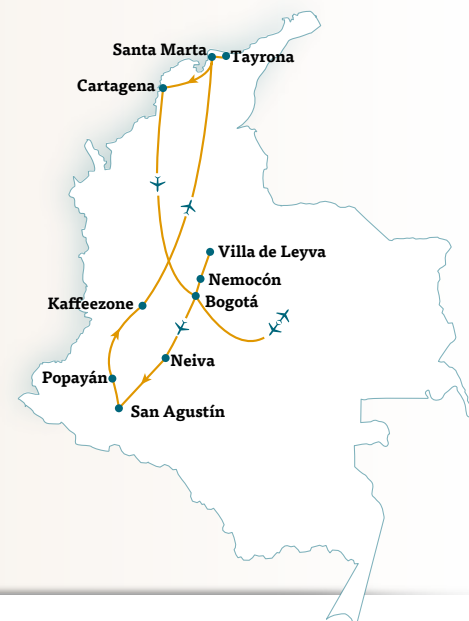 Santa Marta
Tayrona
Cartagena
Villa de Leyva
Nemocón
Bogotá
Kaffeezone
Neiva
Popayán
San Agustín